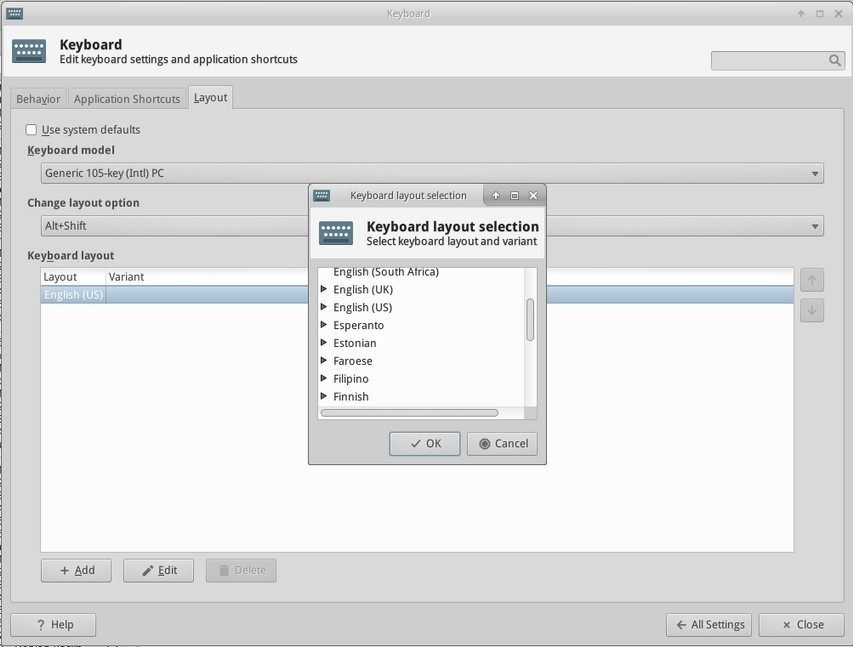 Keyboard
Keyboard
Edit keyboard settings and application shortcuts
Behavior
Application Shortcuts
Layout
Use system defaults
Keyboard model
Generic 105-key (Intl) PC
Change layout option
Alt+Shift
Keyboard layout
Layout Variant
English (US)
Keyboard layout selection
Keyboard layout selection
Select keyboard layout and variant
English (South Africa)
English (UK)
English (US)
Esperanto
Estonian
Faroese
Filipino
Finnish
OK
Cancel
Add
Edit
Delete
? Help
All Settings
Close